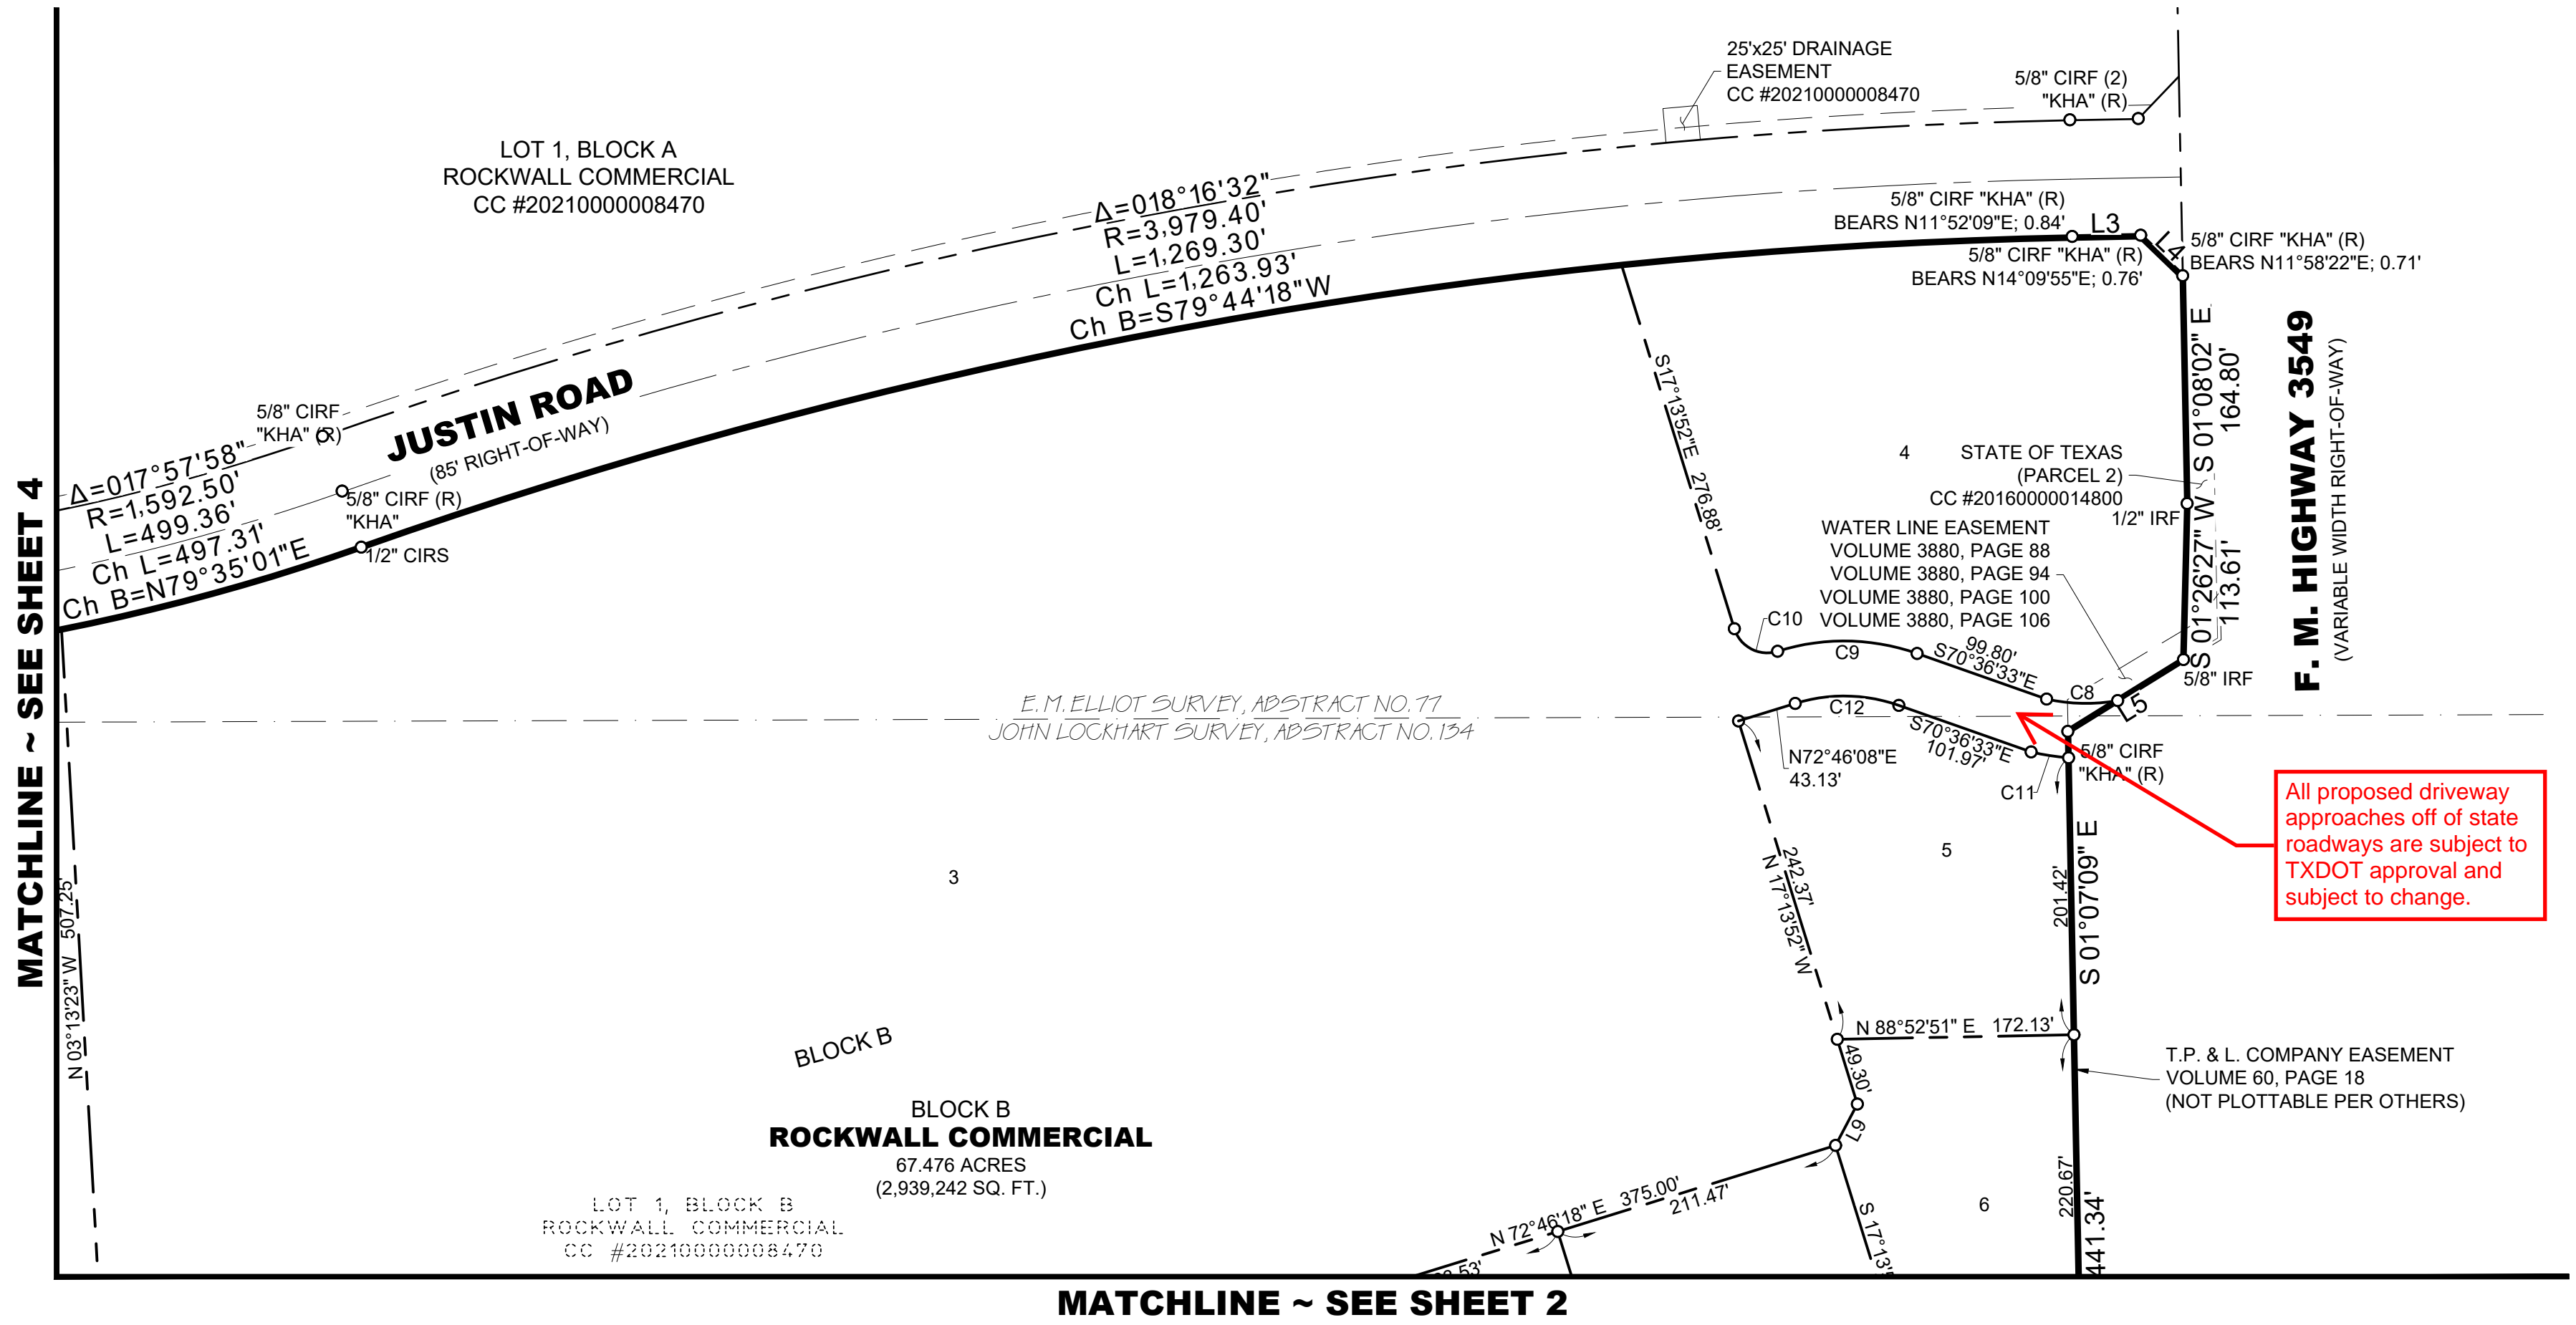 25'x25' DRAINAGE
EASEMENT
CC #20210000008470
5/8" CIRF (2)
"KHA" (R)
LOT 1, BLOCK A
ROCKWALL COMMERCIAL
CC #20210000008470
Δ=018°16'32"
R=3,979.40'
L=1,269.30'
Ch L=1,263.93'
Ch B=S79°44'18"W
5/8" CIRF "KHA" (R)
BEARS N11°52'09"E; 0.84'
L3
L4
5/8" CIRF "KHA" (R)
BEARS N14°09'55"E; 0.76'
5/8" CIRF "KHA" (R)
BEARS N11°58'22"E; 0.71'
S 01°08'02" E
164.80'
F. M. HIGHWAY 3549
(VARIABLE WIDTH RIGHT-OF-WAY)
JUSTIN ROAD
(85' RIGHT-OF-WAY)
5/8" CIRF
"KHA" (R)
Δ=017°57'58"
R=1,592.50'
L=499.36'
Ch L=497.31'
Ch B=N79°35'01"E
5/8" CIRF (R)
"KHA"
1/2" CIRS
S17°13'52"E 276.88'
4
STATE OF TEXAS
(PARCEL 2)
CC #20160000014800
1/2" IRF
S 01°26'27" W
113.61'
WATER LINE EASEMENT
VOLUME 3880, PAGE 88
VOLUME 3880, PAGE 94
VOLUME 3880, PAGE 100
VOLUME 3880, PAGE 106
C10
C9
99.80'
S70°36'33"E
C8
L5
5/8" IRF
MATCHLINE ~ SEE SHEET 4
E.M. ELLIOT SURVEY, ABSTRACT NO. 77
JOHN LOCKHART SURVEY, ABSTRACT NO. 134
C12
S70°36'33"E
101.97'
N72°46'08"E
43.13'
C11
5/8" CIRF
"KHA" (R)
All proposed driveway
approaches off of state
roadways are subject to
TXDOT approval and
subject to change.
3
5
242.37'
N 17°13'52" W
201.42'
S 01°07'09" E
N 03°13'23" W 507.25'
BLOCK B
N 88°52'51" E 172.13'
49.30'
L9
T.P. & L. COMPANY EASEMENT
VOLUME 60, PAGE 18
(NOT PLOTTABLE PER OTHERS)
BLOCK B
ROCKWALL COMMERCIAL
67.476 ACRES
(2,939,242 SQ. FT.)
LOT 1, BLOCK B
ROCKWALL COMMERCIAL
CC #20210000008470
N 72°46'18" E 375.00'
211.47'
S 17°13'
6
220.67'
441.34'
MATCHLINE ~ SEE SHEET 2